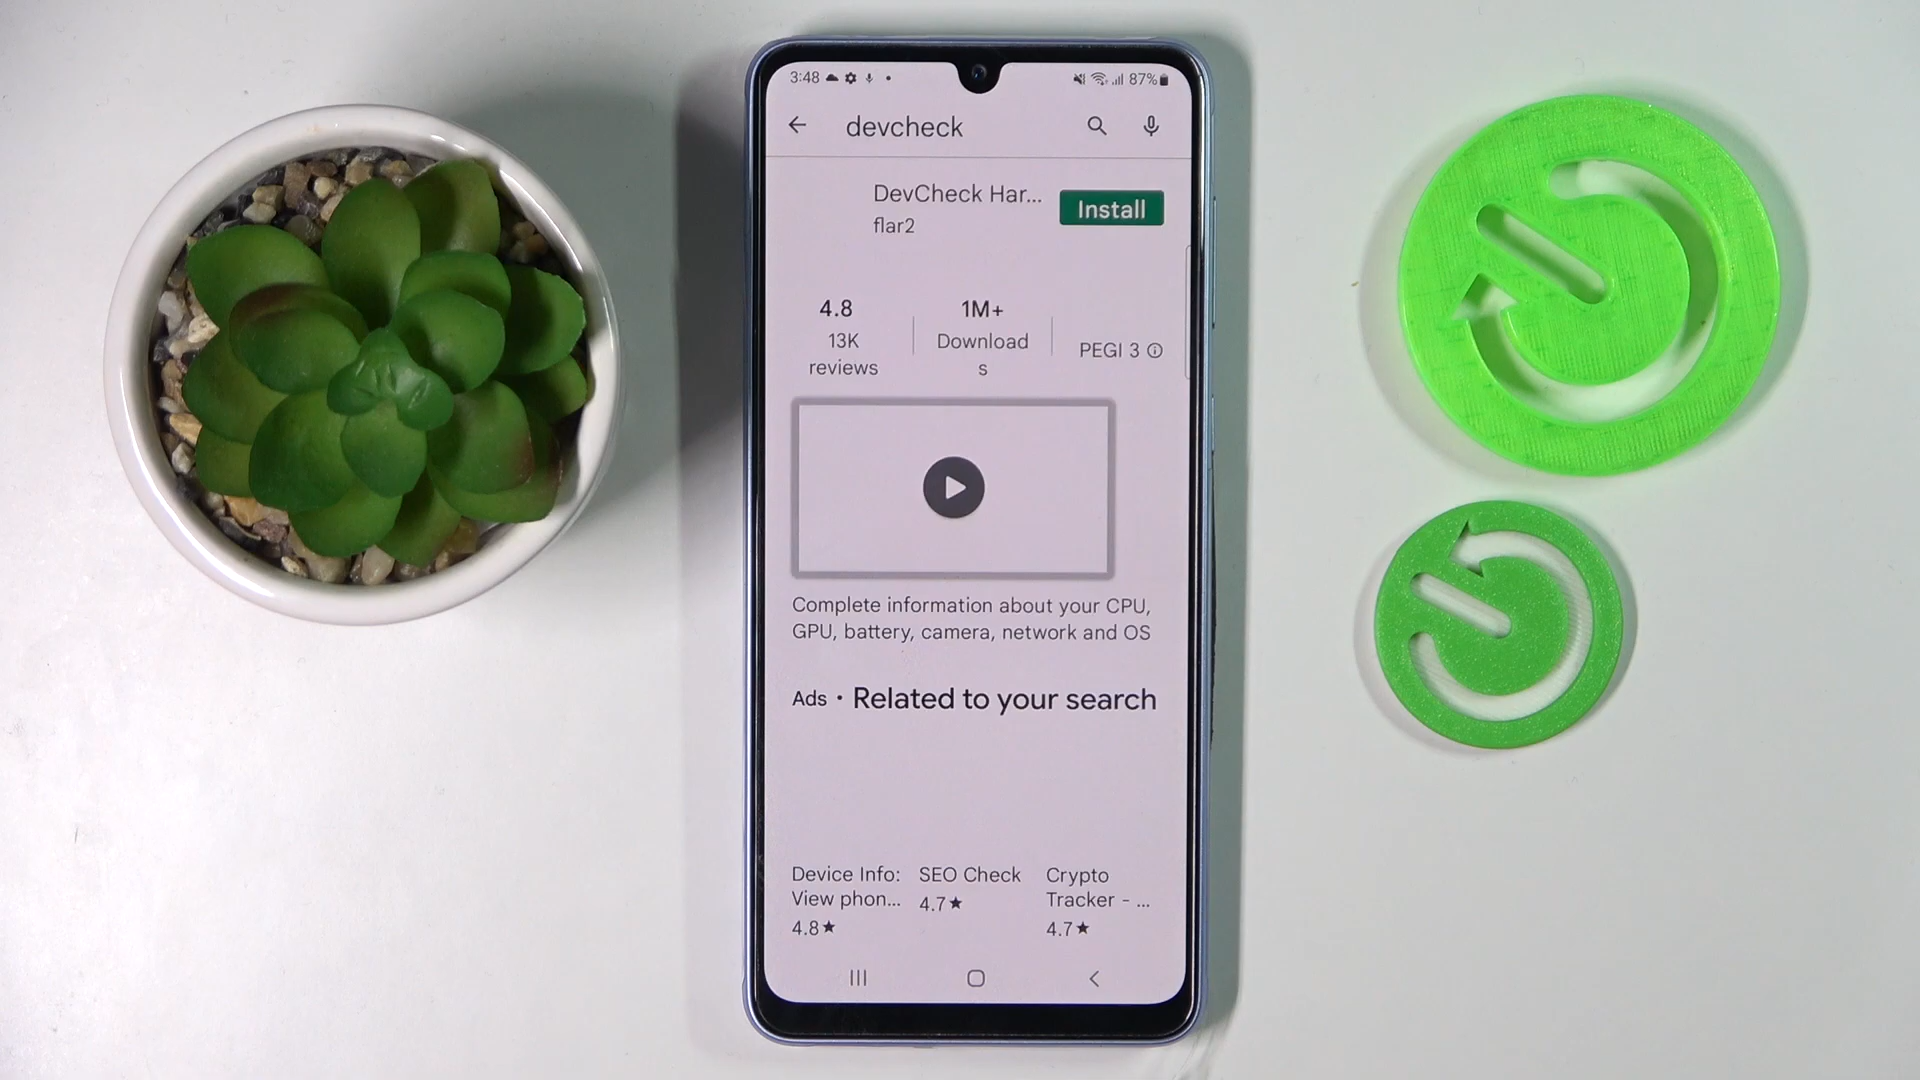 3:48 87%
devcheck
DevCheck Har... Install
flar2
4.8 1M+
13K Download PEGI 3
reviews s
Complete information about your CPU,
GPU, battery, camera, network and OS
Ads • Related to your search
Device Info: SEO Check Crypto
View phon... 4.7★ Tracker - ...
4.8★ 4.7★